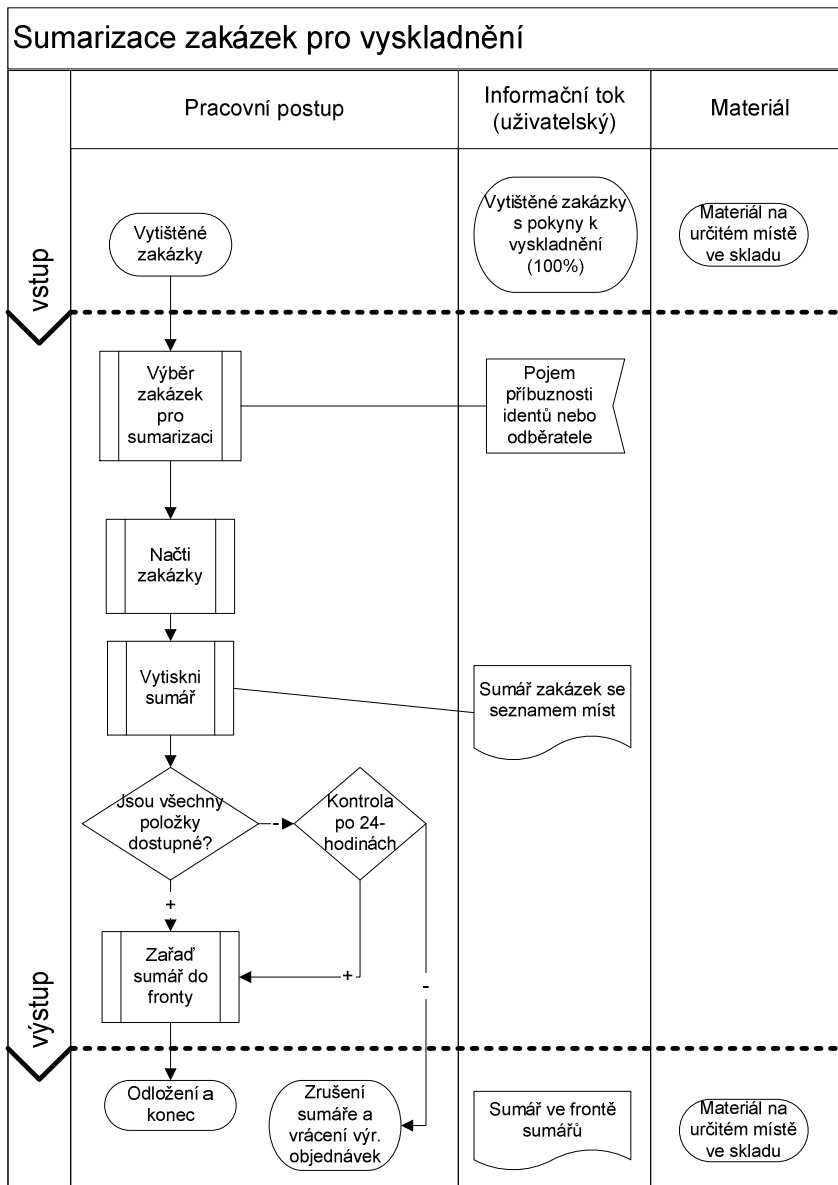 Sumarizace zakázek pro vyskladnění
Pracovní postup
Informační tok
(uživatelský)
Materiál
vstup
Vytištěné
zakázky
Vytištěné zakázky
s pokyny k
vyskladnění
(100%)
Materiál na
určitém místě
ve skladu
Výběr
zakázek
pro
sumarizaci
Pojem
příbuznosti
identů nebo
odběratele
Načti
zakázky
Vytiskni
sumář
Sumář zakázek se
seznamem míst
Jsou všechny
položky
dostupné?
-
Kontrola
po 24-
hodinách
+
Zařaď
sumář do
fronty
+
-
výstup
Odložení a
konec
Zrušení
sumáře a
vrácení výr.
objednávek
Sumář ve frontě
sumářů
Materiál na
určitém místě
ve skladu